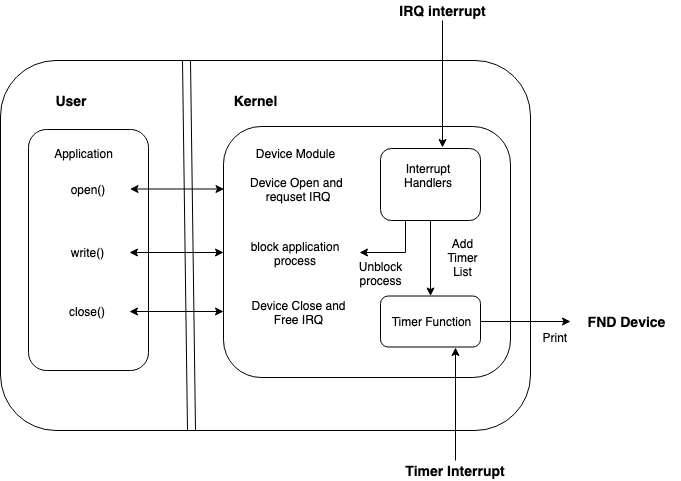 IRQ interrupt
User
Kernel
Application
Device Module
Interrupt
Handlers
open()
Device Open and
requset IRQ
write()
block application
process
Unblock
process
Add
Timer
List
close()
Device Close and
Free IRQ
Timer Function
FND Device
Print
Timer Interrupt